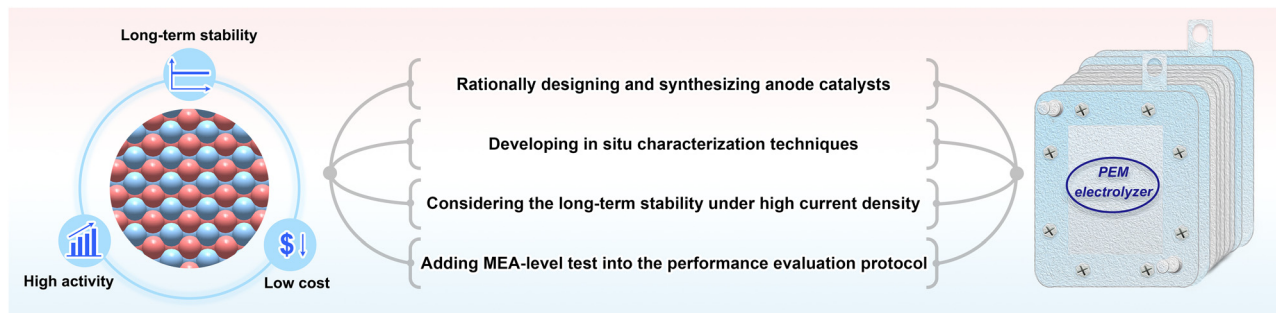 Long-term stability
High activity
$
Low cost
Rationally designing and synthesizing anode catalysts
Developing in situ characterization techniques
Considering the long-term stability under high current density
Adding MEA-level test into the performance evaluation protocol
PEM
electrolyzer